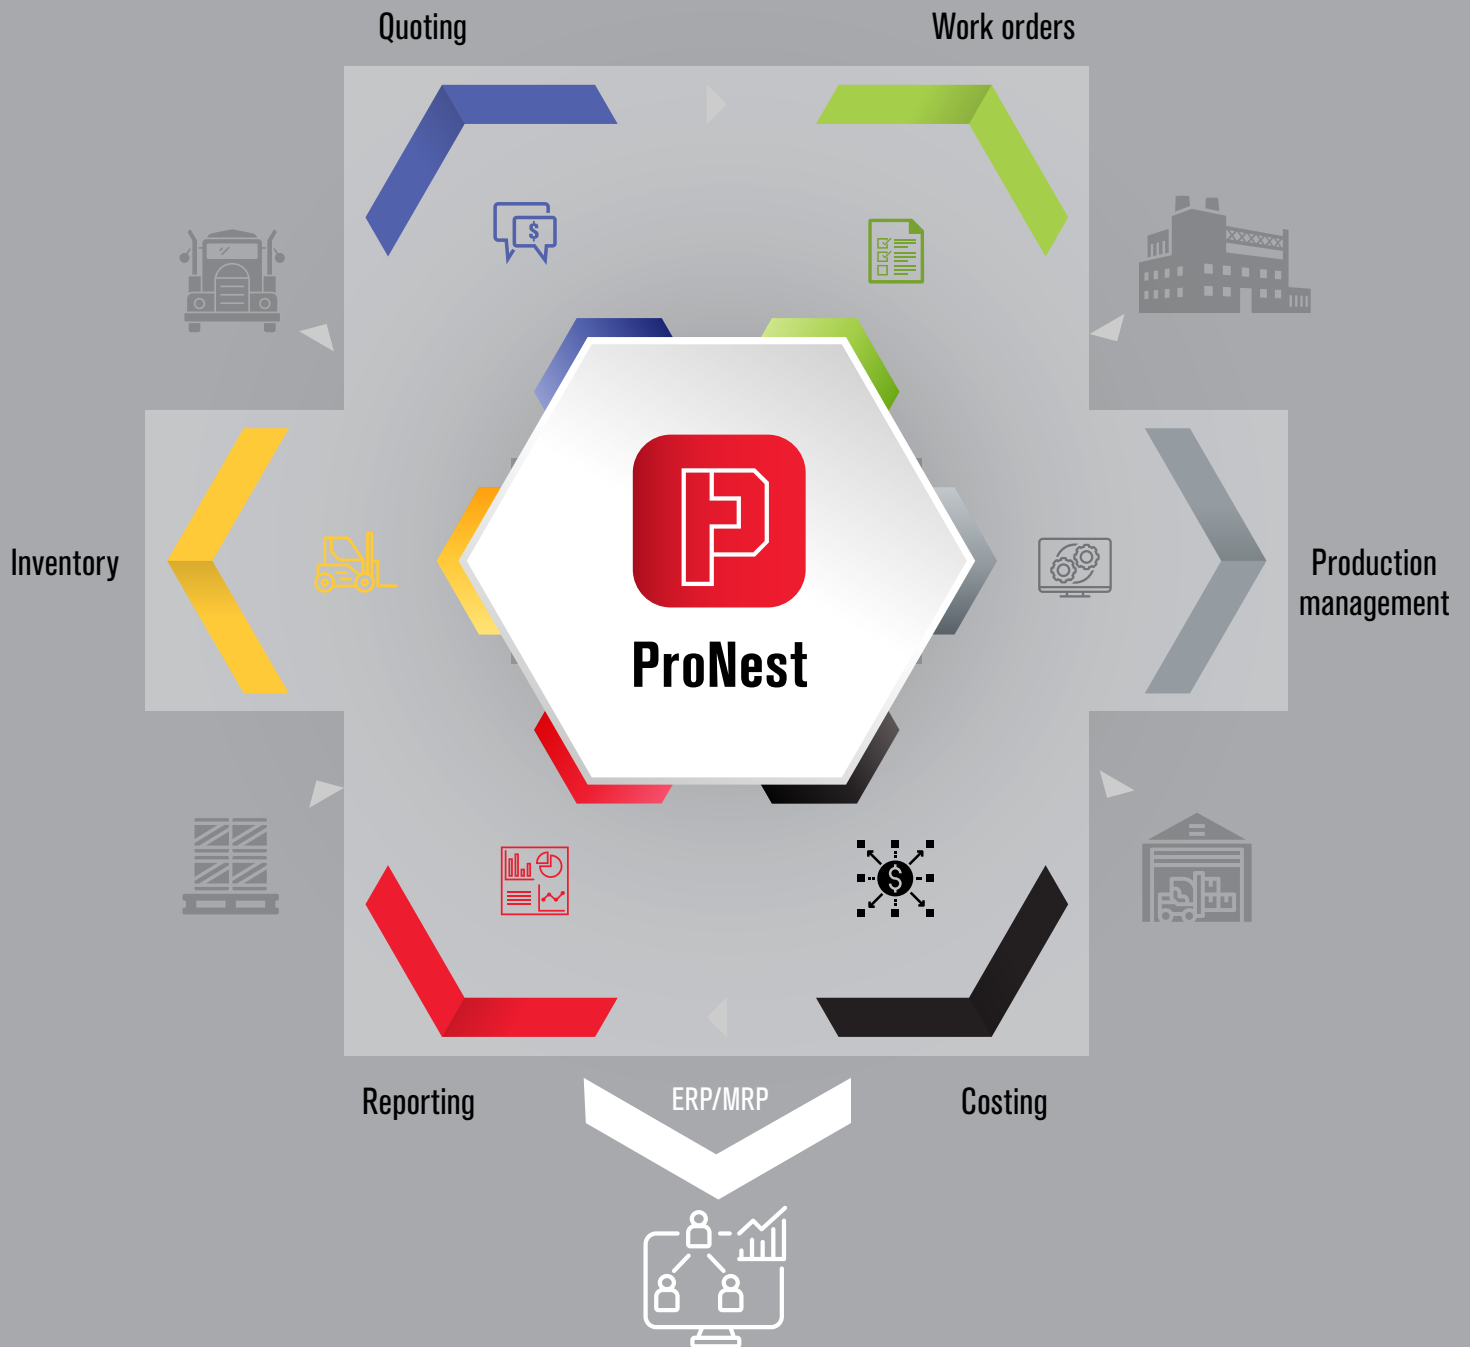 Quoting
Work orders
Inventory
ProNest
Production
management
Reporting
ERP/MRP
Costing